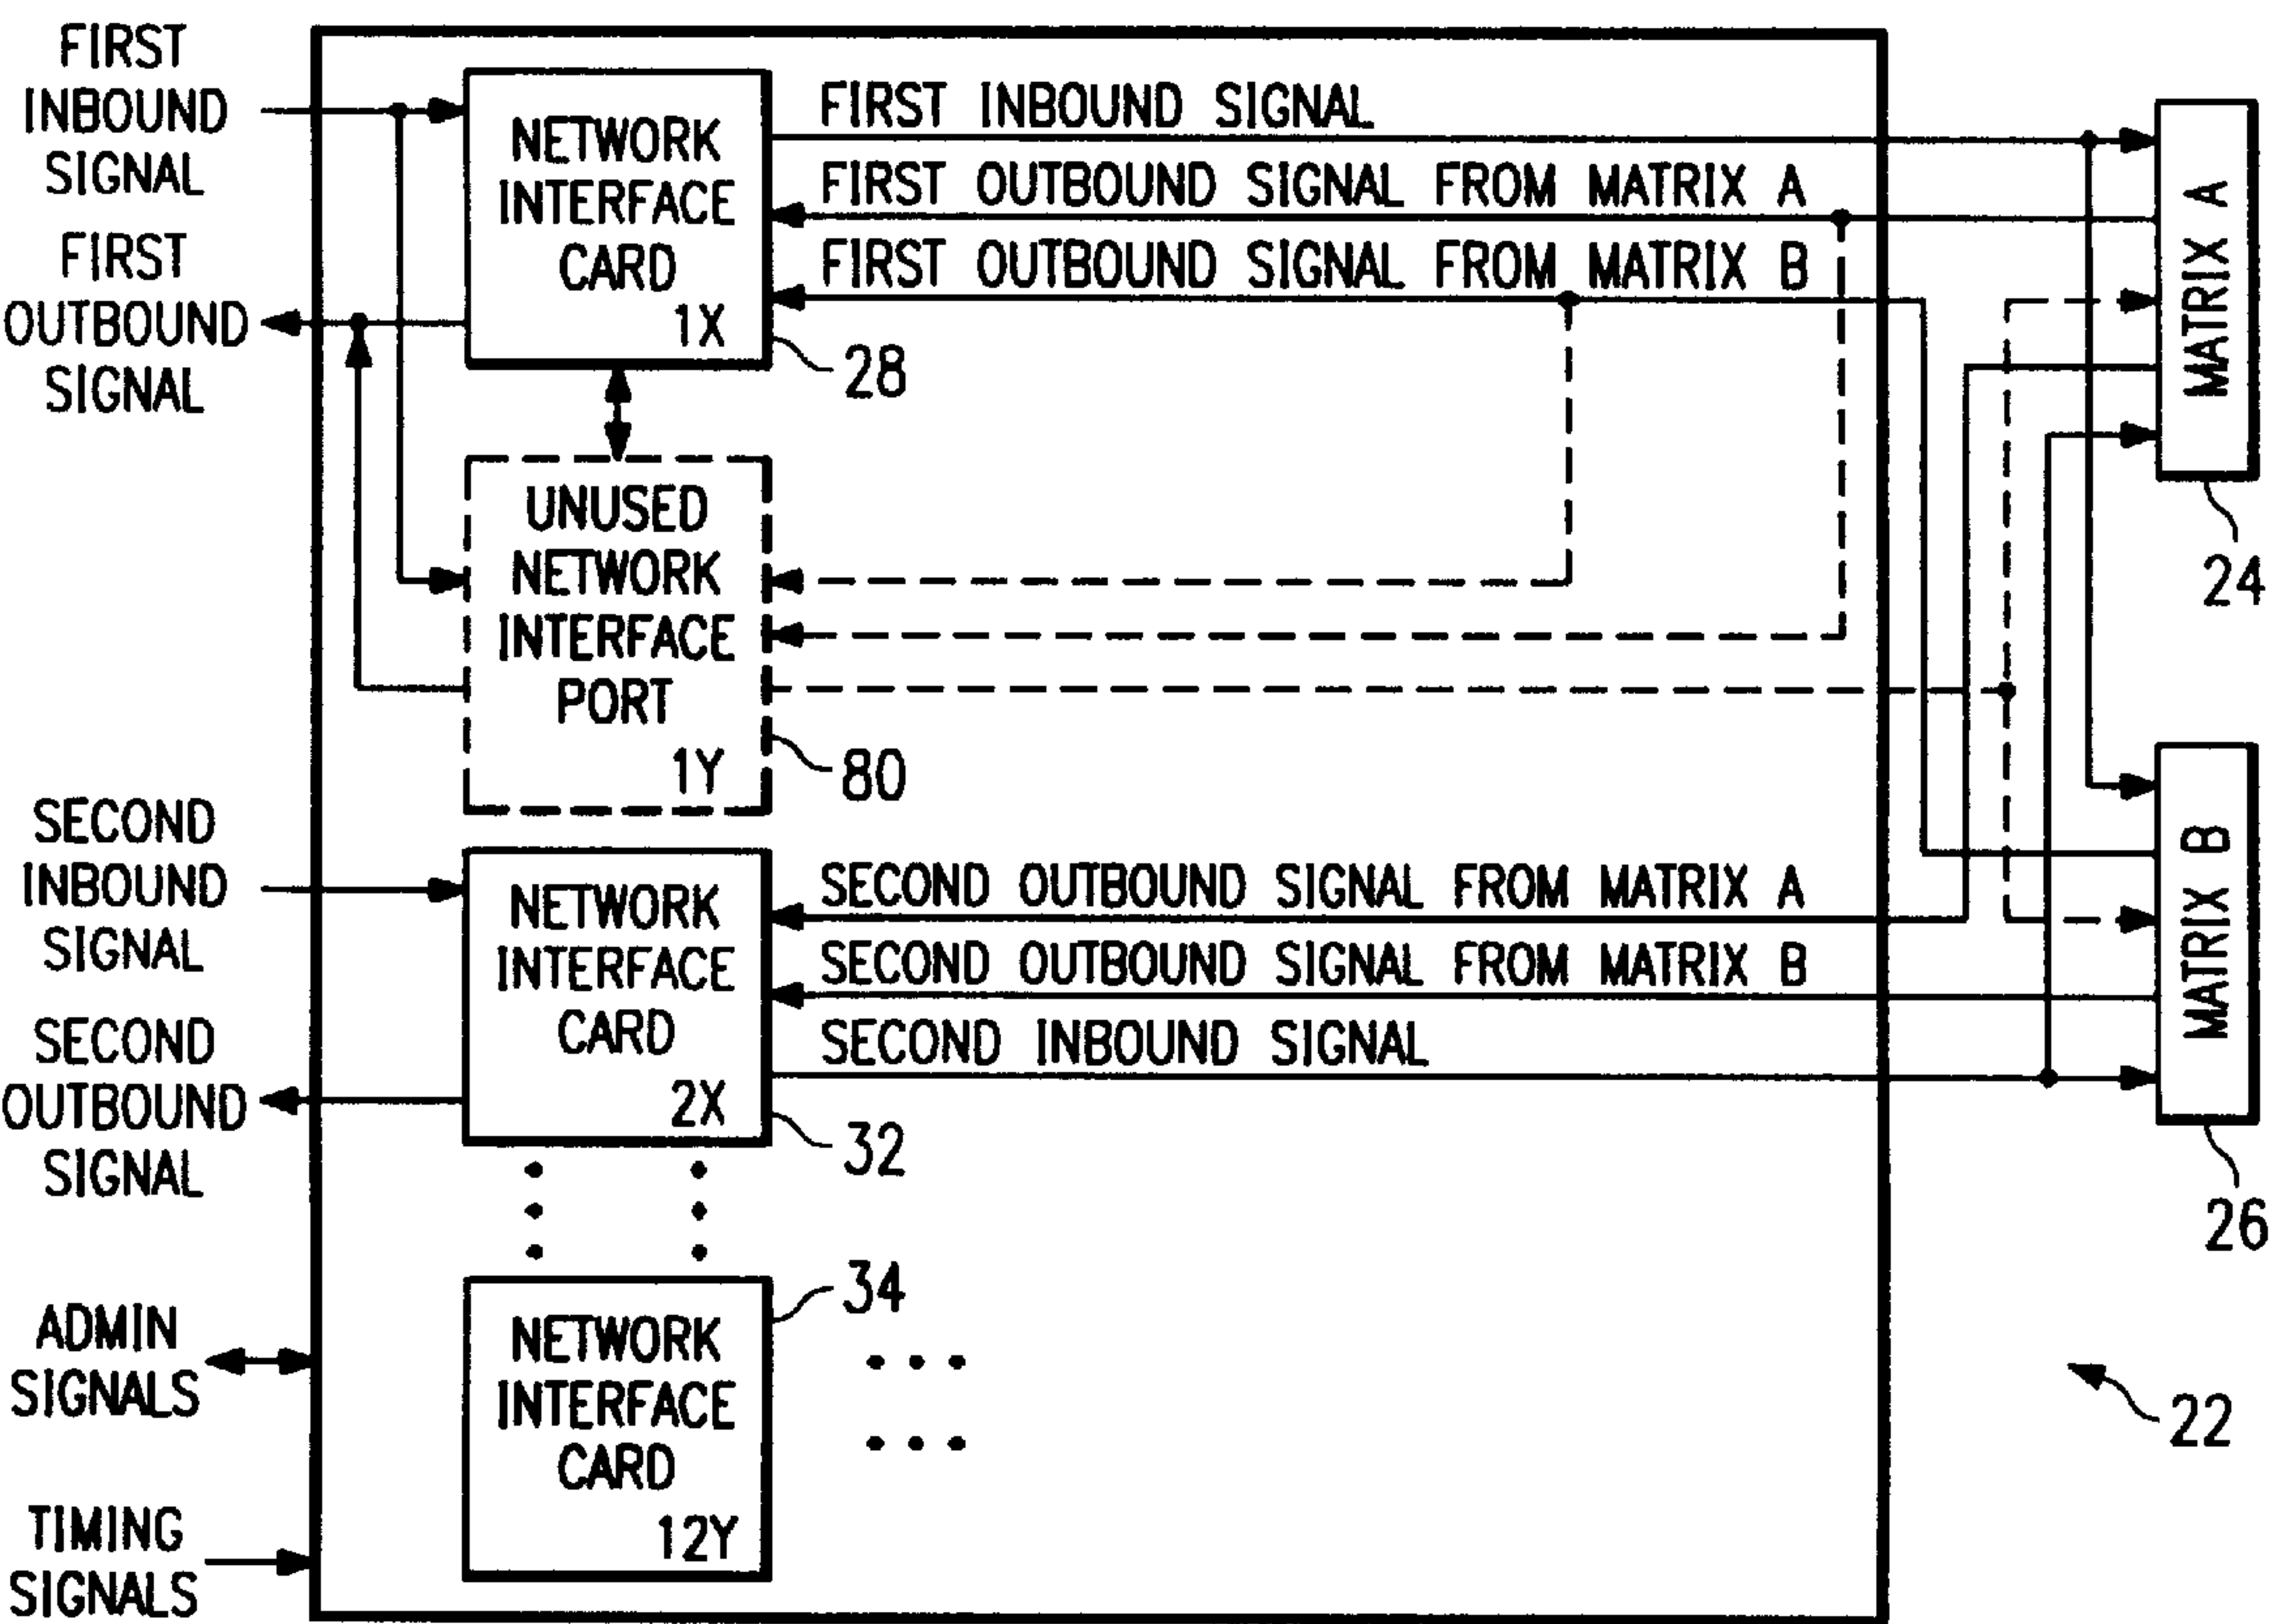 FIRST
INBOUND
SIGNAL
FIRST
OUTBOUND
SIGNAL
NETWORK
INTERFACE
CARD
1X
28
FIRST INBOUND SIGNAL
FIRST OUTBOUND SIGNAL FROM MATRIX A
FIRST OUTBOUND SIGNAL FROM MATRIX B
MATRIX A
24
UNUSED
NETWORK
INTERFACE
PORT
1Y
80
SECOND
INBOUND
SIGNAL
SECOND
OUTBOUND
SIGNAL
NETWORK
INTERFACE
CARD
2X
32
SECOND OUTBOUND SIGNAL FROM MATRIX A
SECOND OUTBOUND SIGNAL FROM MATRIX B
SECOND INBOUND SIGNAL
MATRIX B
26
ADMIN
SIGNALS
TIMING
SIGNALS
34
NETWORK
INTERFACE
CARD
12Y
22